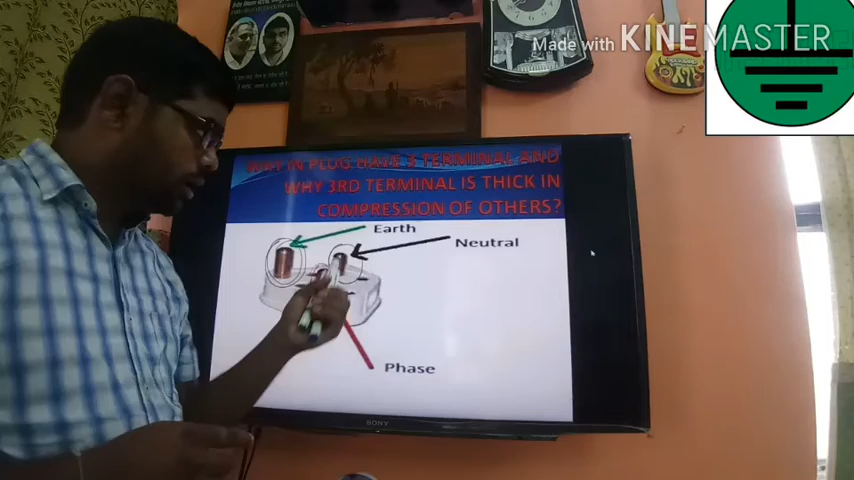 Made with KINEMASTER
WHY IN PLUG HAVE 3 TERMINAL AND
WHY 3RD TERMINAL IS THICK IN
COMPRESSION OF OTHERS?
Earth
Neutral
Phase
SONY